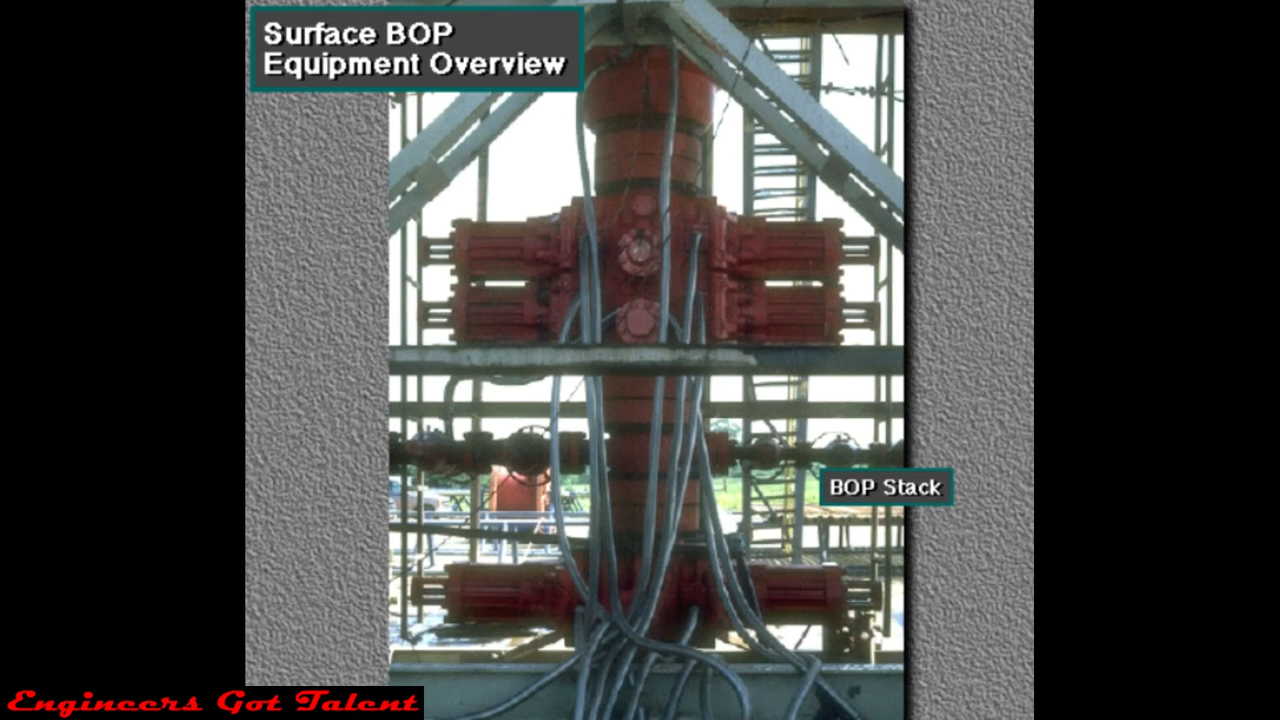 Surface BOP
Equipment Overview
BOP Stack
Engineers Got Talent